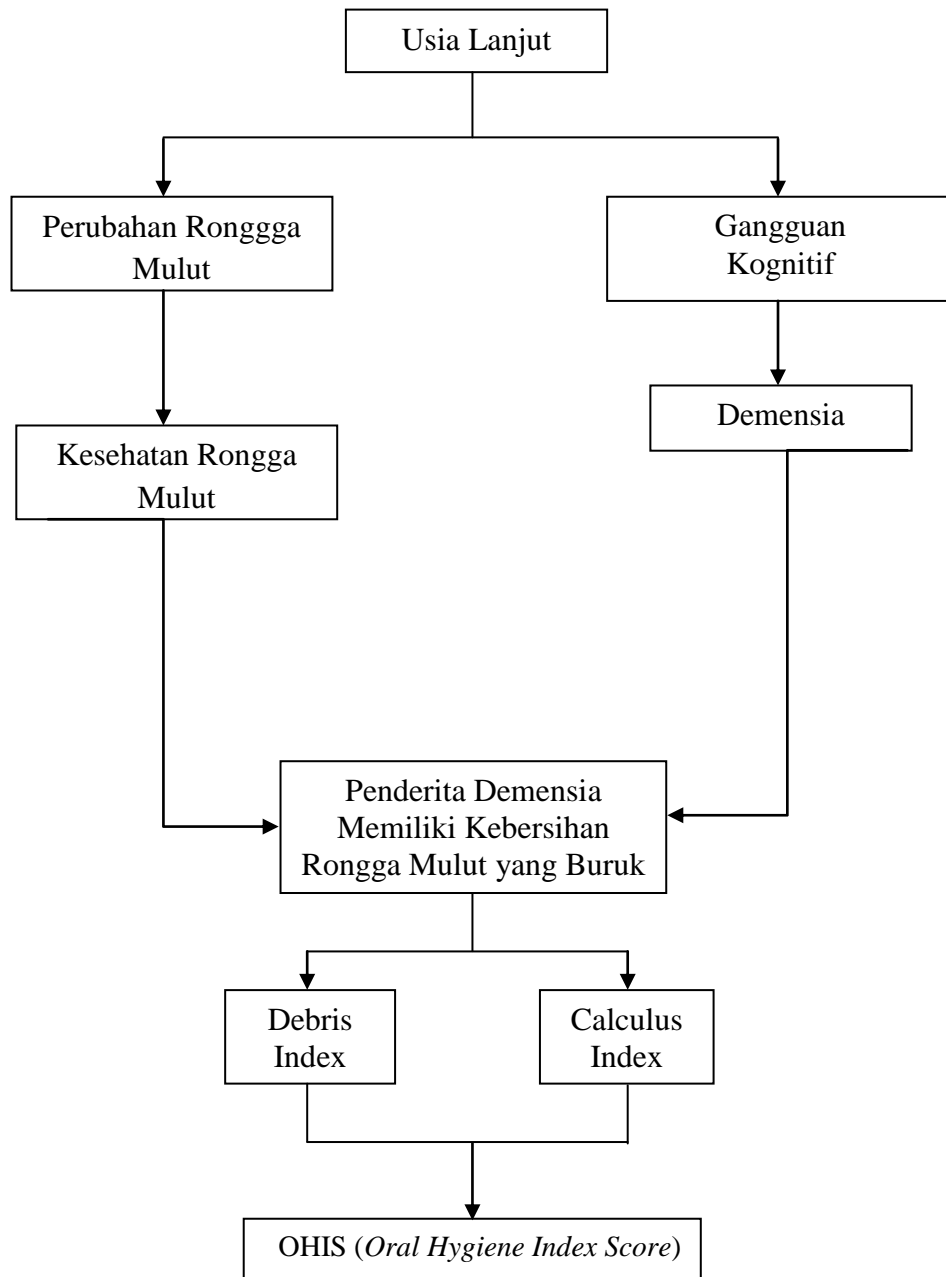 Usia Lanjut
Perubahan Ronggga
Mulut
Gangguan
Kognitif
Demensia
Kesehatan Rongga
Mulut
Penderita Demensia
Memiliki Kebersihan
Rongga Mulut yang Buruk
Debris
Index
Calculus
Index
OHIS (Oral Hygiene Index Score)